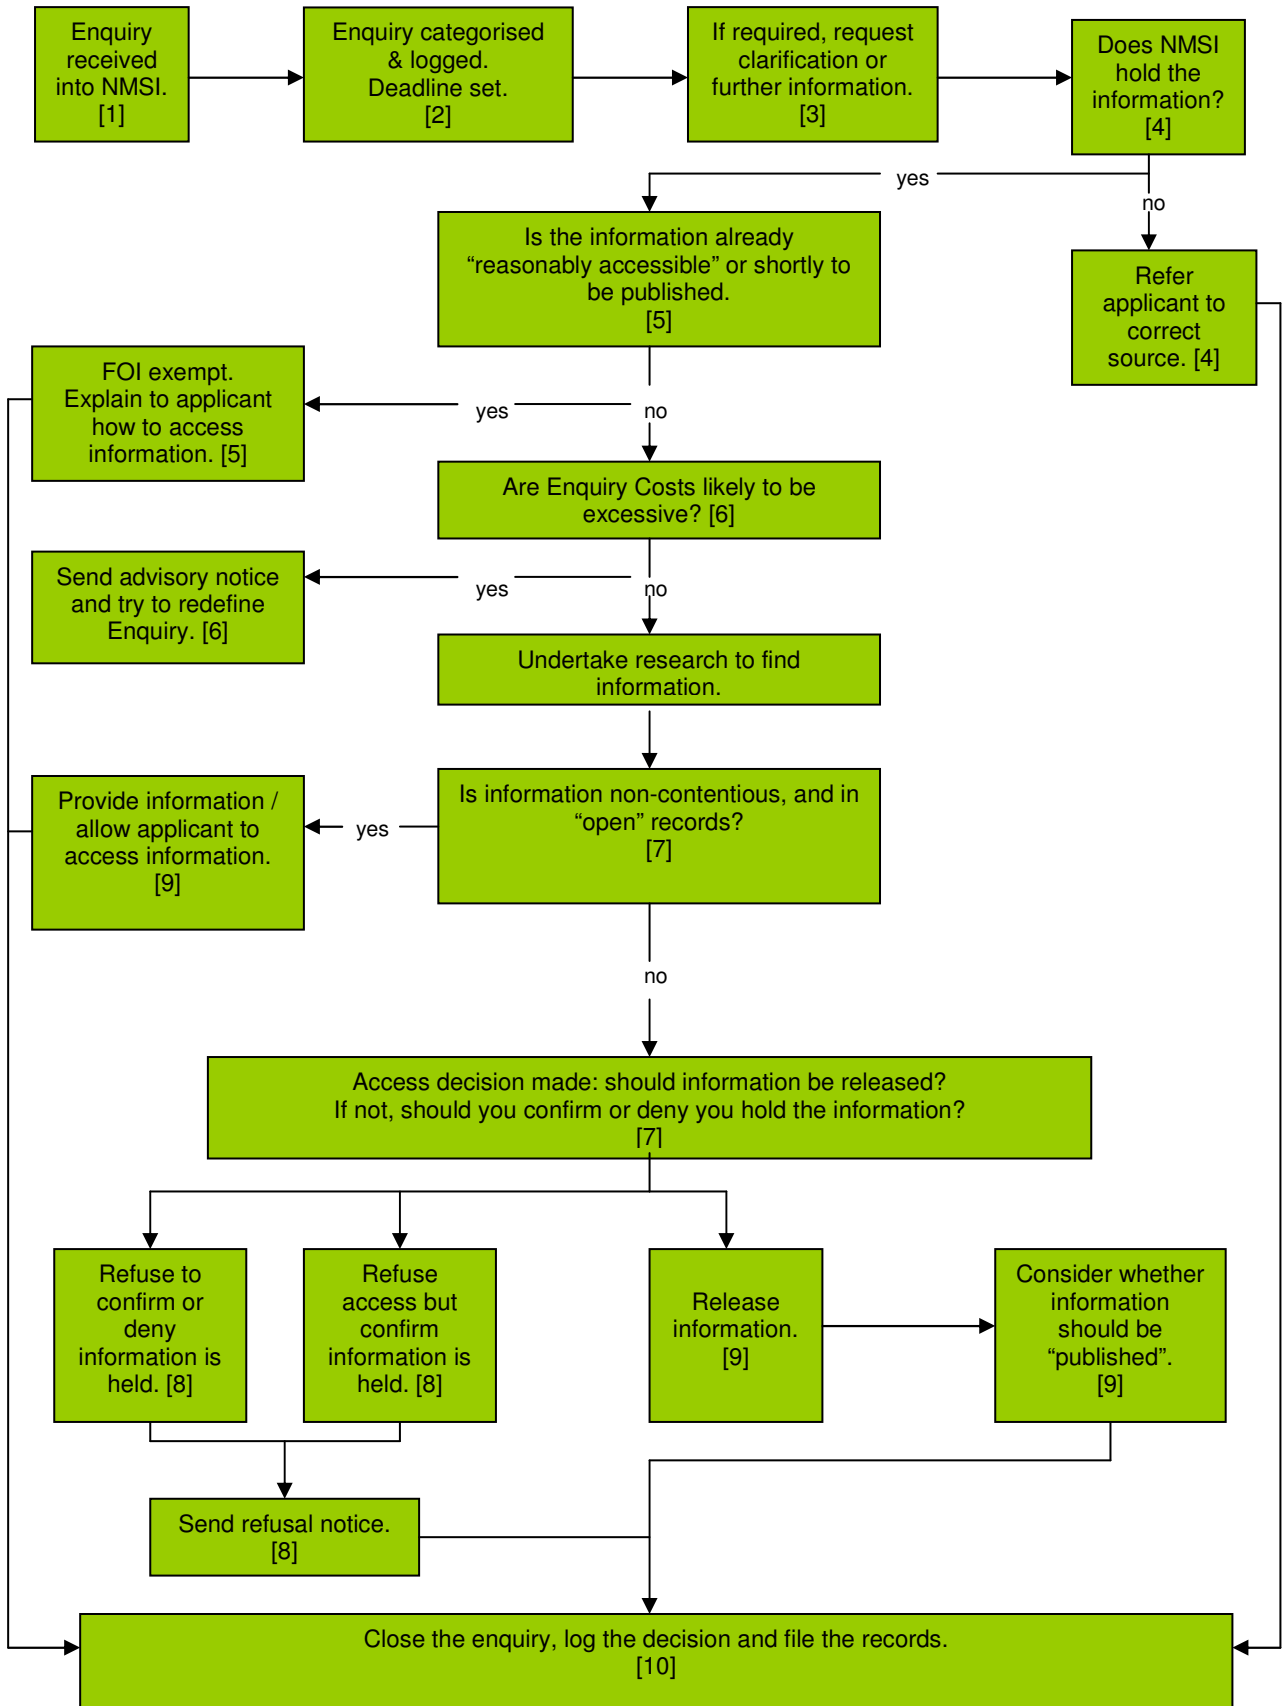 Enquiry
received
into NMSI.
[1]
Enquiry categorised
& logged.
Deadline set.
[2]
If required, request
clarification or
further information.
[3]
Does NMSI
hold the
information?
[4]
yes
no
Is the information already
“reasonably accessible” or shortly to
be published.
[5]
Refer
applicant to
correct
source. [4]
FOI exempt.
Explain to applicant
how to access
information. [5]
yes
no
Are Enquiry Costs likely to be
excessive? [6]
Send advisory notice
and try to redefine
Enquiry. [6]
yes
no
Undertake research to find
information.
Is information non-contentious, and in
“open” records?
[7]
yes
Provide information /
allow applicant to
access information.
[9]
no
Access decision made: should information be released?
If not, should you confirm or deny you hold the information?
[7]
Refuse to
confirm or
deny
information is
held. [8]
Refuse
access but
confirm
information is
held. [8]
Release
information.
[9]
Consider whether
information
should be
“published”.
[9]
Send refusal notice.
[8]
Close the enquiry, log the decision and file the records.
[10]